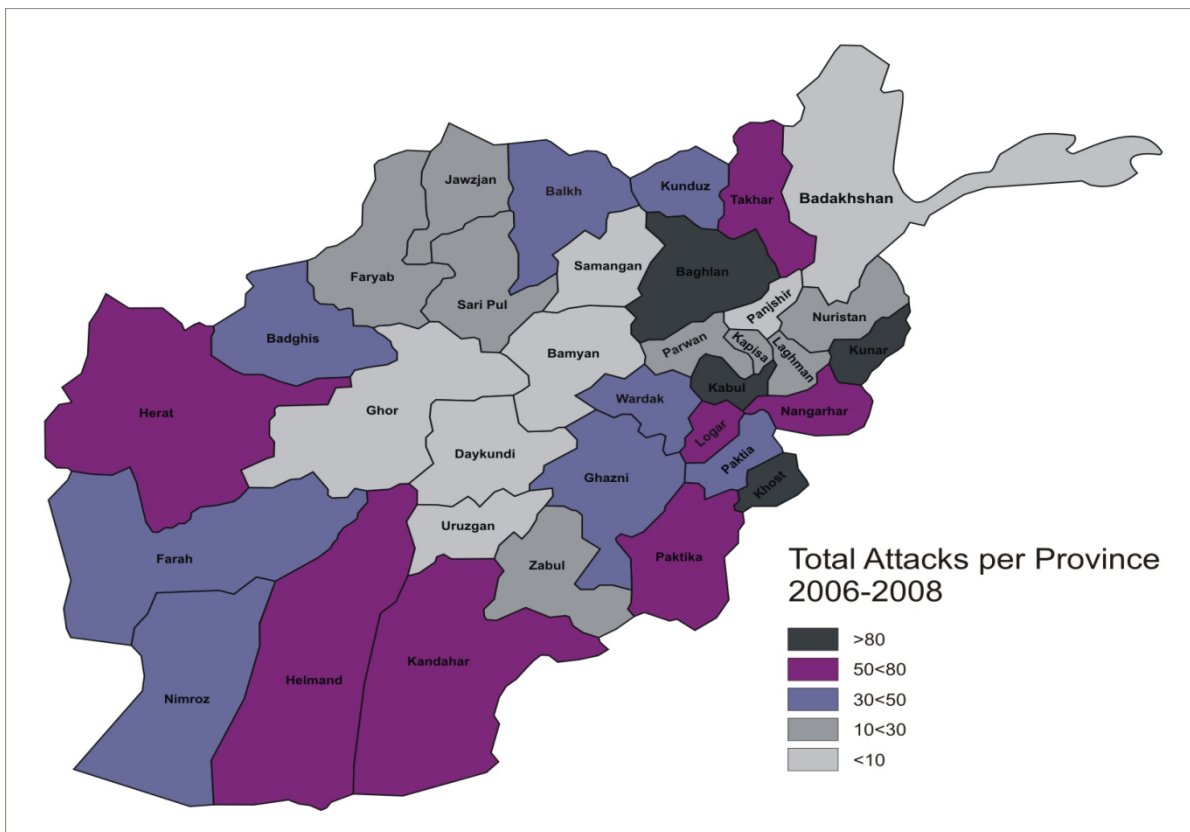 Jawzjan
Balkh
Kunduz
Takhar
Badakhshan
Faryab
Sari Pul
Samangan
Baghlan
Panjshir
Nuristan
Badghis
Bamyan
Parwan
Kapisa
Laghman
Kunar
Herat
Ghor
Wardak
Kabul
Nangarhar
Daykundi
Ghazni
Logar
Paktia
Khost
Uruzgan
Farah
Zabul
Paktika
Nimroz
Helmand
Kandahar
Total Attacks per Province
2006-2008
>80
50<80
30<50
10<30
<10